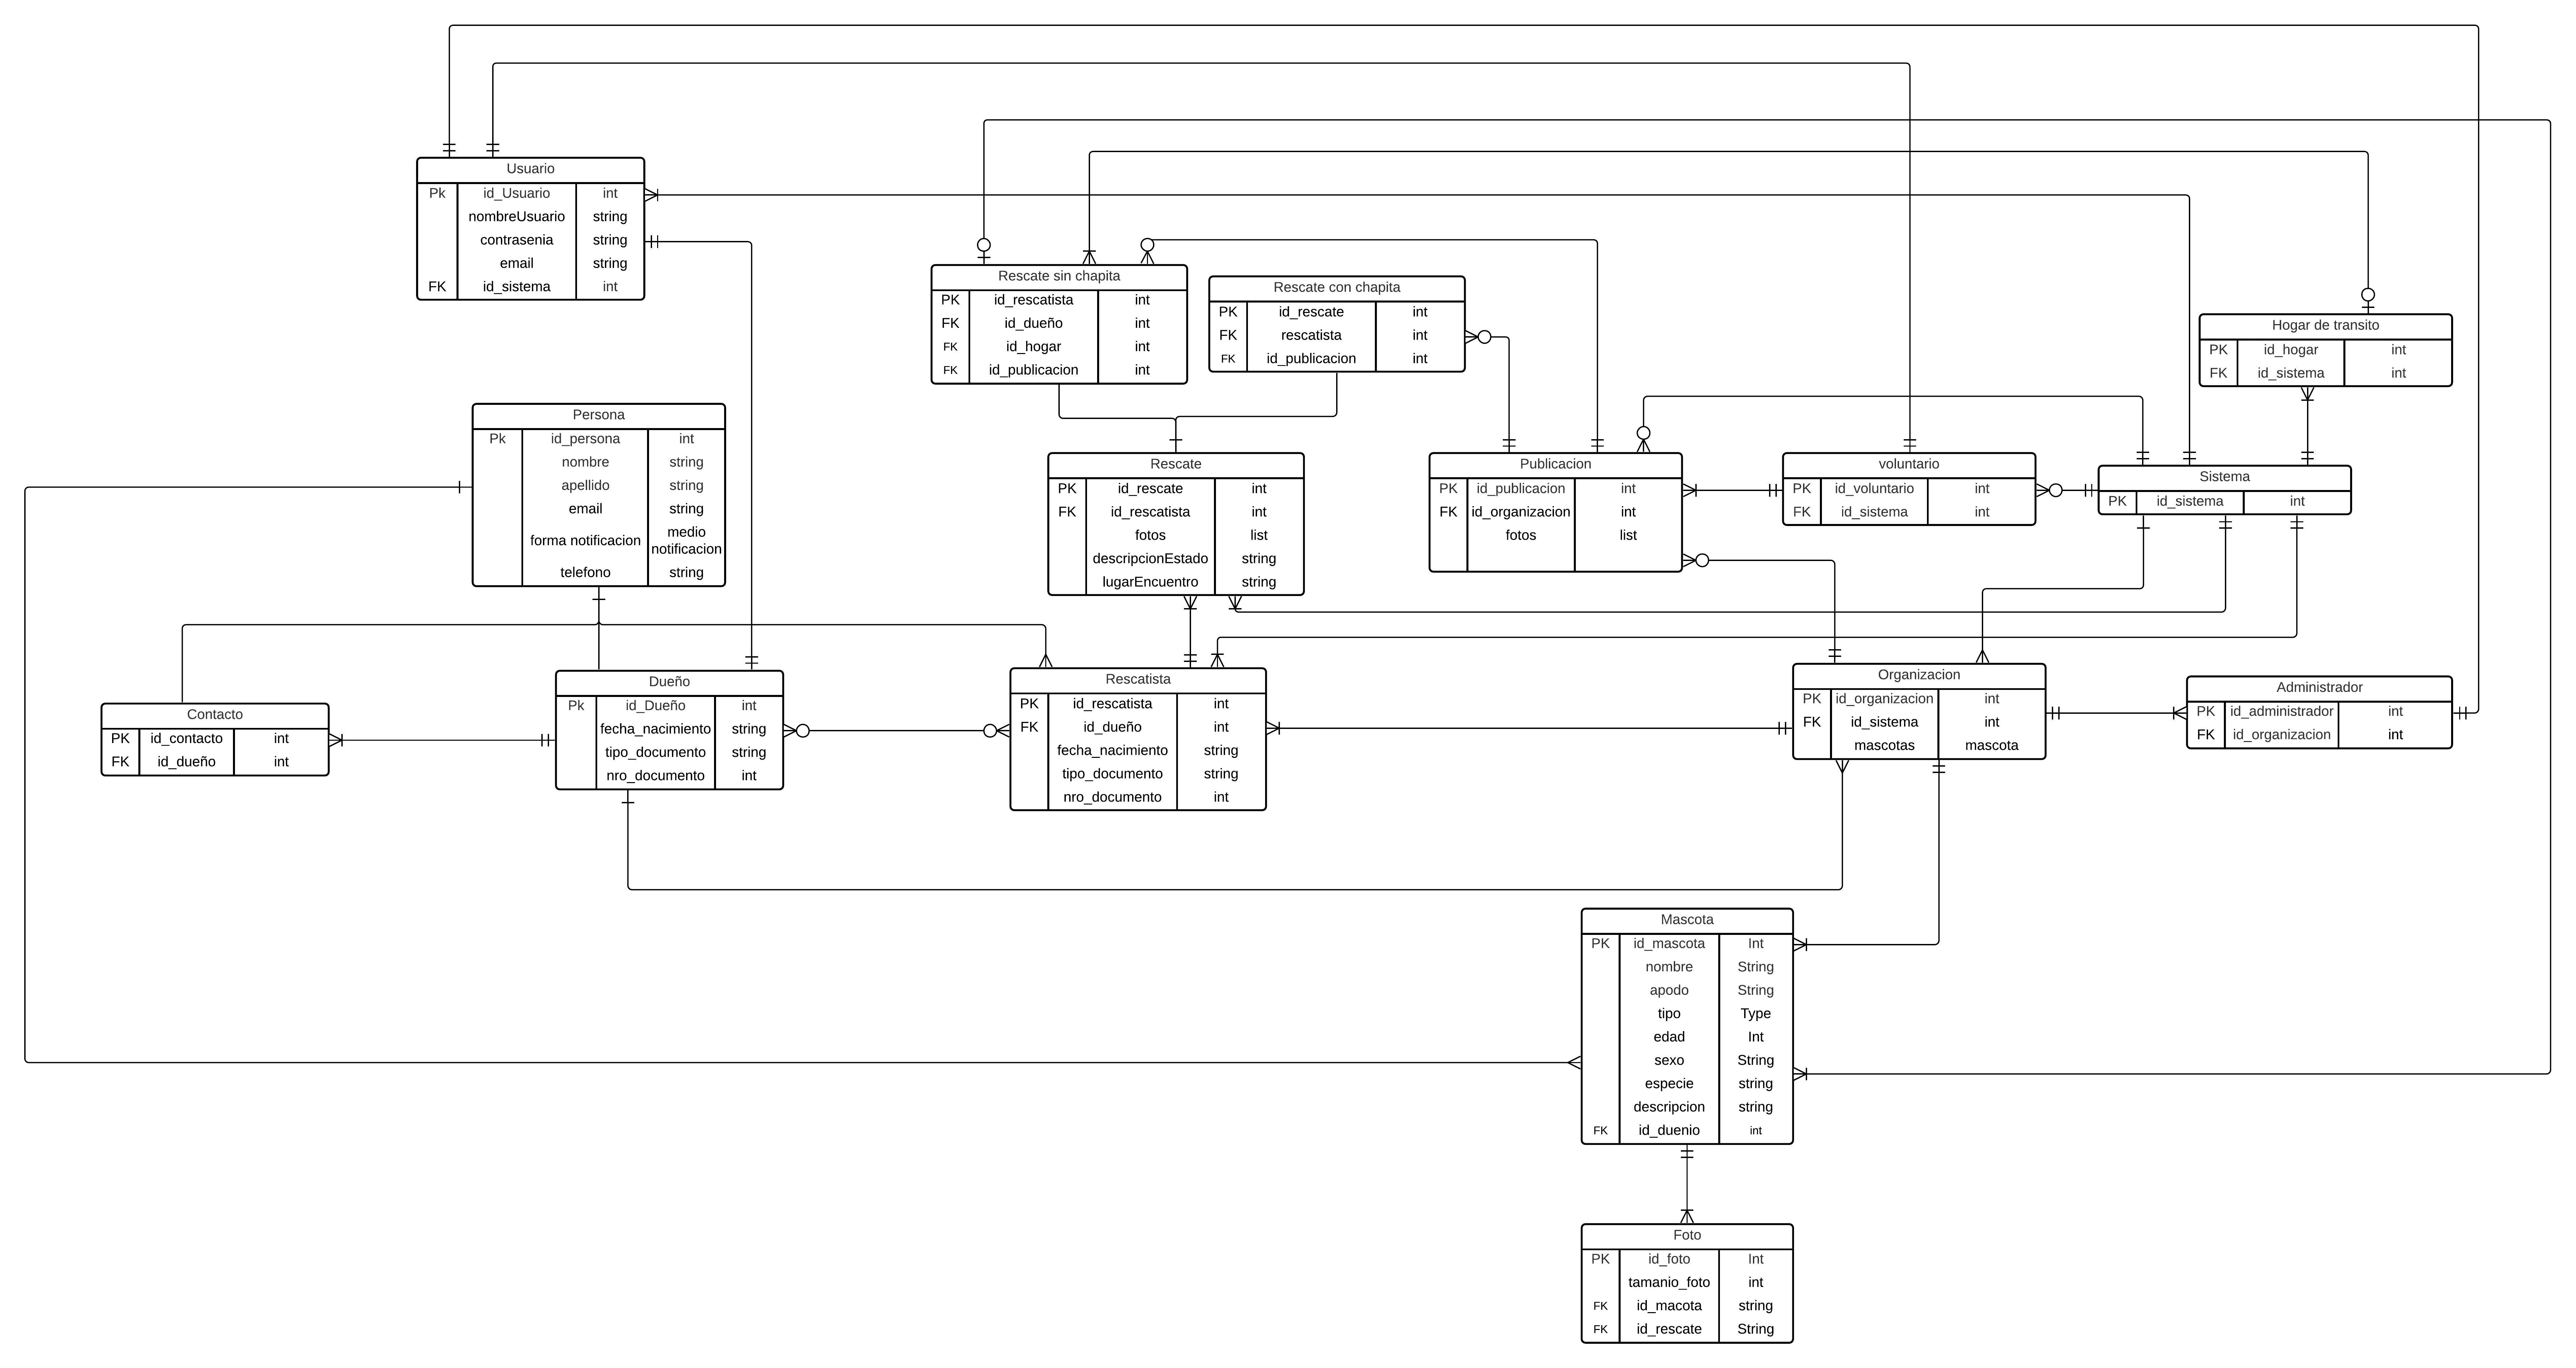 Usuario
Pk id_Usuario int
nombreUsuario string
contrasenia string
email string
FK id_sistema int
Rescate sin chapita
PK id_rescatista int
FK id_dueño int
FK id_hogar int
FK id_publicacion int
Rescate con chapita
PK id_rescate int
FK rescatista int
FK id_publicacion int
Hogar de transito
PK id_hogar int
FK id_sistema int
Persona
Pk id_persona int
nombre string
apellido string
email string
forma notificacion medio
notificacion
telefono string
Rescate
PK id_rescate int
FK id_rescatista int
fotos list
descripcionEstado string
lugarEncuentro string
Publicacion
PK id_publicacion int
FK id_organizacion int
fotos list
voluntario
PK id_voluntario int
FK id_sistema int
Sistema
PK id_sistema int
Contacto
PK id_contacto int
FK id_dueño int
Dueño
Pk id_Dueño int
fecha_nacimiento string
tipo_documento string
nro_documento int
Rescatista
PK id_rescatista int
FK id_dueño int
fecha_nacimiento string
tipo_documento string
nro_documento int
Organizacion
PK id_organizacion int
FK id_sistema int
mascotas mascota
Administrador
PK id_administrador int
FK id_organizacion int
Mascota
PK id_mascota Int
nombre String
apodo String
tipo Type
edad Int
sexo String
especie string
descripcion string
FK id_duenio int
Foto
PK id_foto Int
tamanio_foto int
FK id_macota string
FK id_rescate String